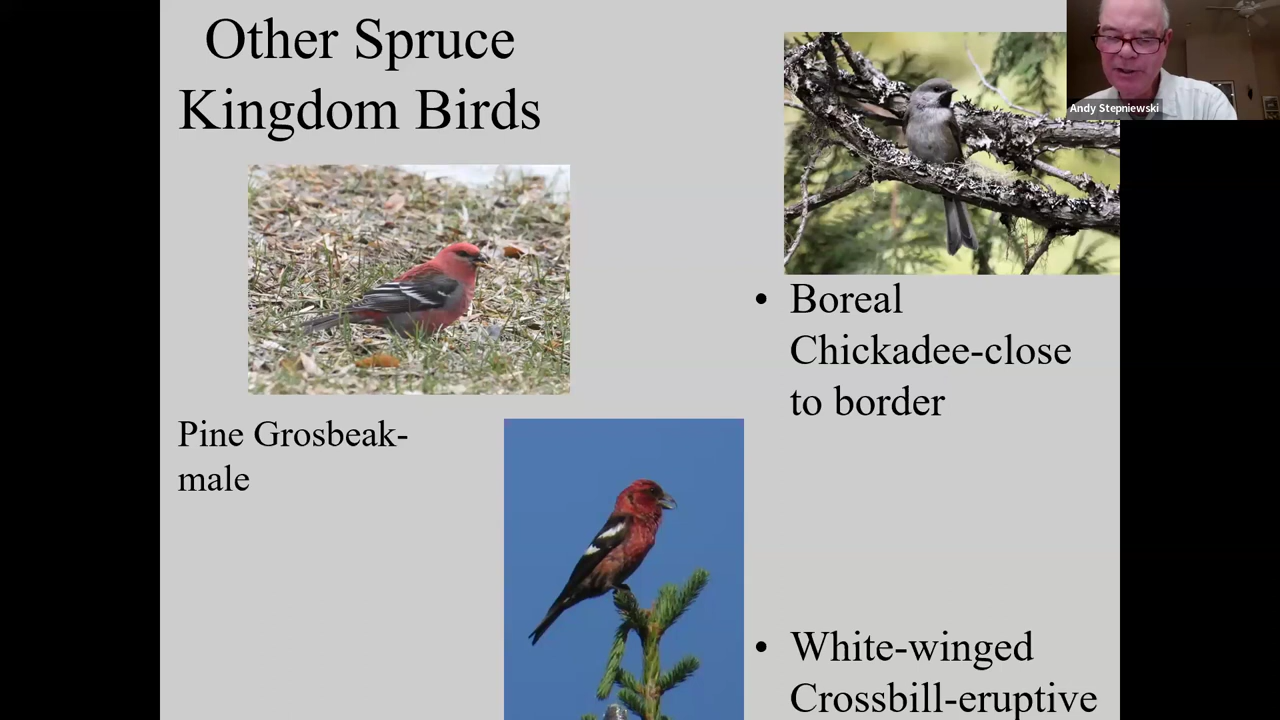 Other Spruce
Kingdom Birds
Andy Stepniewski
• Boreal
Chickadee-close
to border
Pine Grosbeak-
male
• White-winged
Crossbill-eruptive